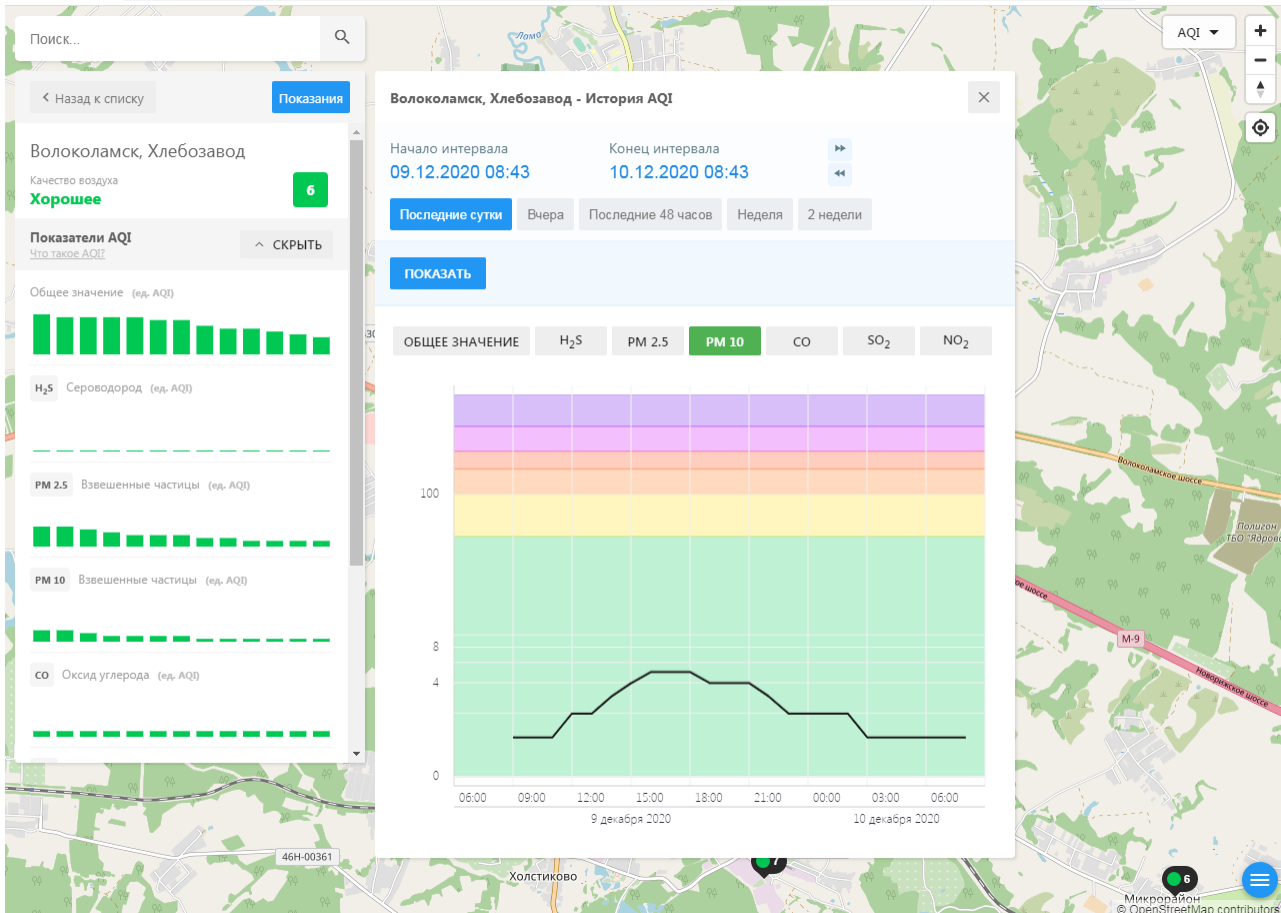 Поиск...
AQI
Ломо
Назад к списку
Показания
Волоколамск, Хлебозавод
Качество воздуха
Хорошее
6
Показатели AQI
Что такое AQI?
СКРЫТЬ
Общее значение (ед. AQI)
H2S Сероводород (ед. AQI)
PM 2.5 Взвешенные частицы (ед. AQI)
PM 10 Взвешенные частицы (ед. AQI)
CO Оксид углерода (ед. AQI)
Волоколамск, Хлебозавод - История AQI
Начало интервала
09.12.2020 08:43
Конец интервала
10.12.2020 08:43
Последние сутки
Вчера
Последние 48 часов
Неделя
2 недели
ПОКАЗАТЬ
ОБЩЕЕ ЗНАЧЕНИЕ
H2S
PM 2.5
PM 10
CO
SO2
NO2
100
8
4
0
06:00 09:00 12:00 15:00 18:00 21:00 00:00 03:00 06:00
9 декабря 2020
10 декабря 2020
Волоколамское шоссе
Полигон
ТБО "Ядрово
ое шоссе
М-9
Новорижское шоссе
46Н-00361
Холстиково
7
6
Микрорайон
© OpenStreetMap contributors